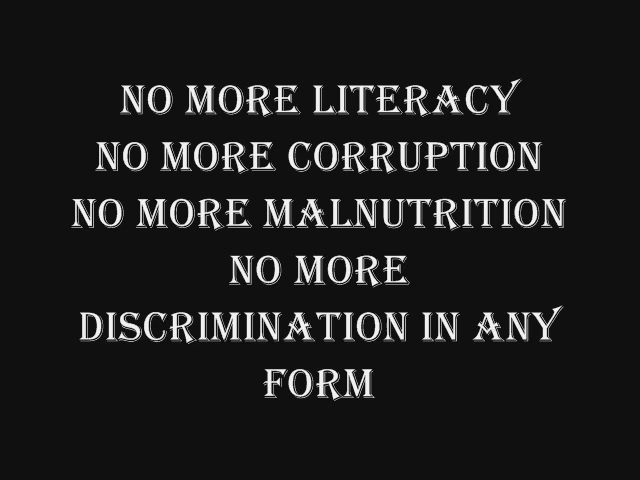 NO MORE LITERACY
NO MORE CORRUPTION
NO MORE MALNUTRITION
NO MORE
DISCRIMINATION IN ANY
FORM